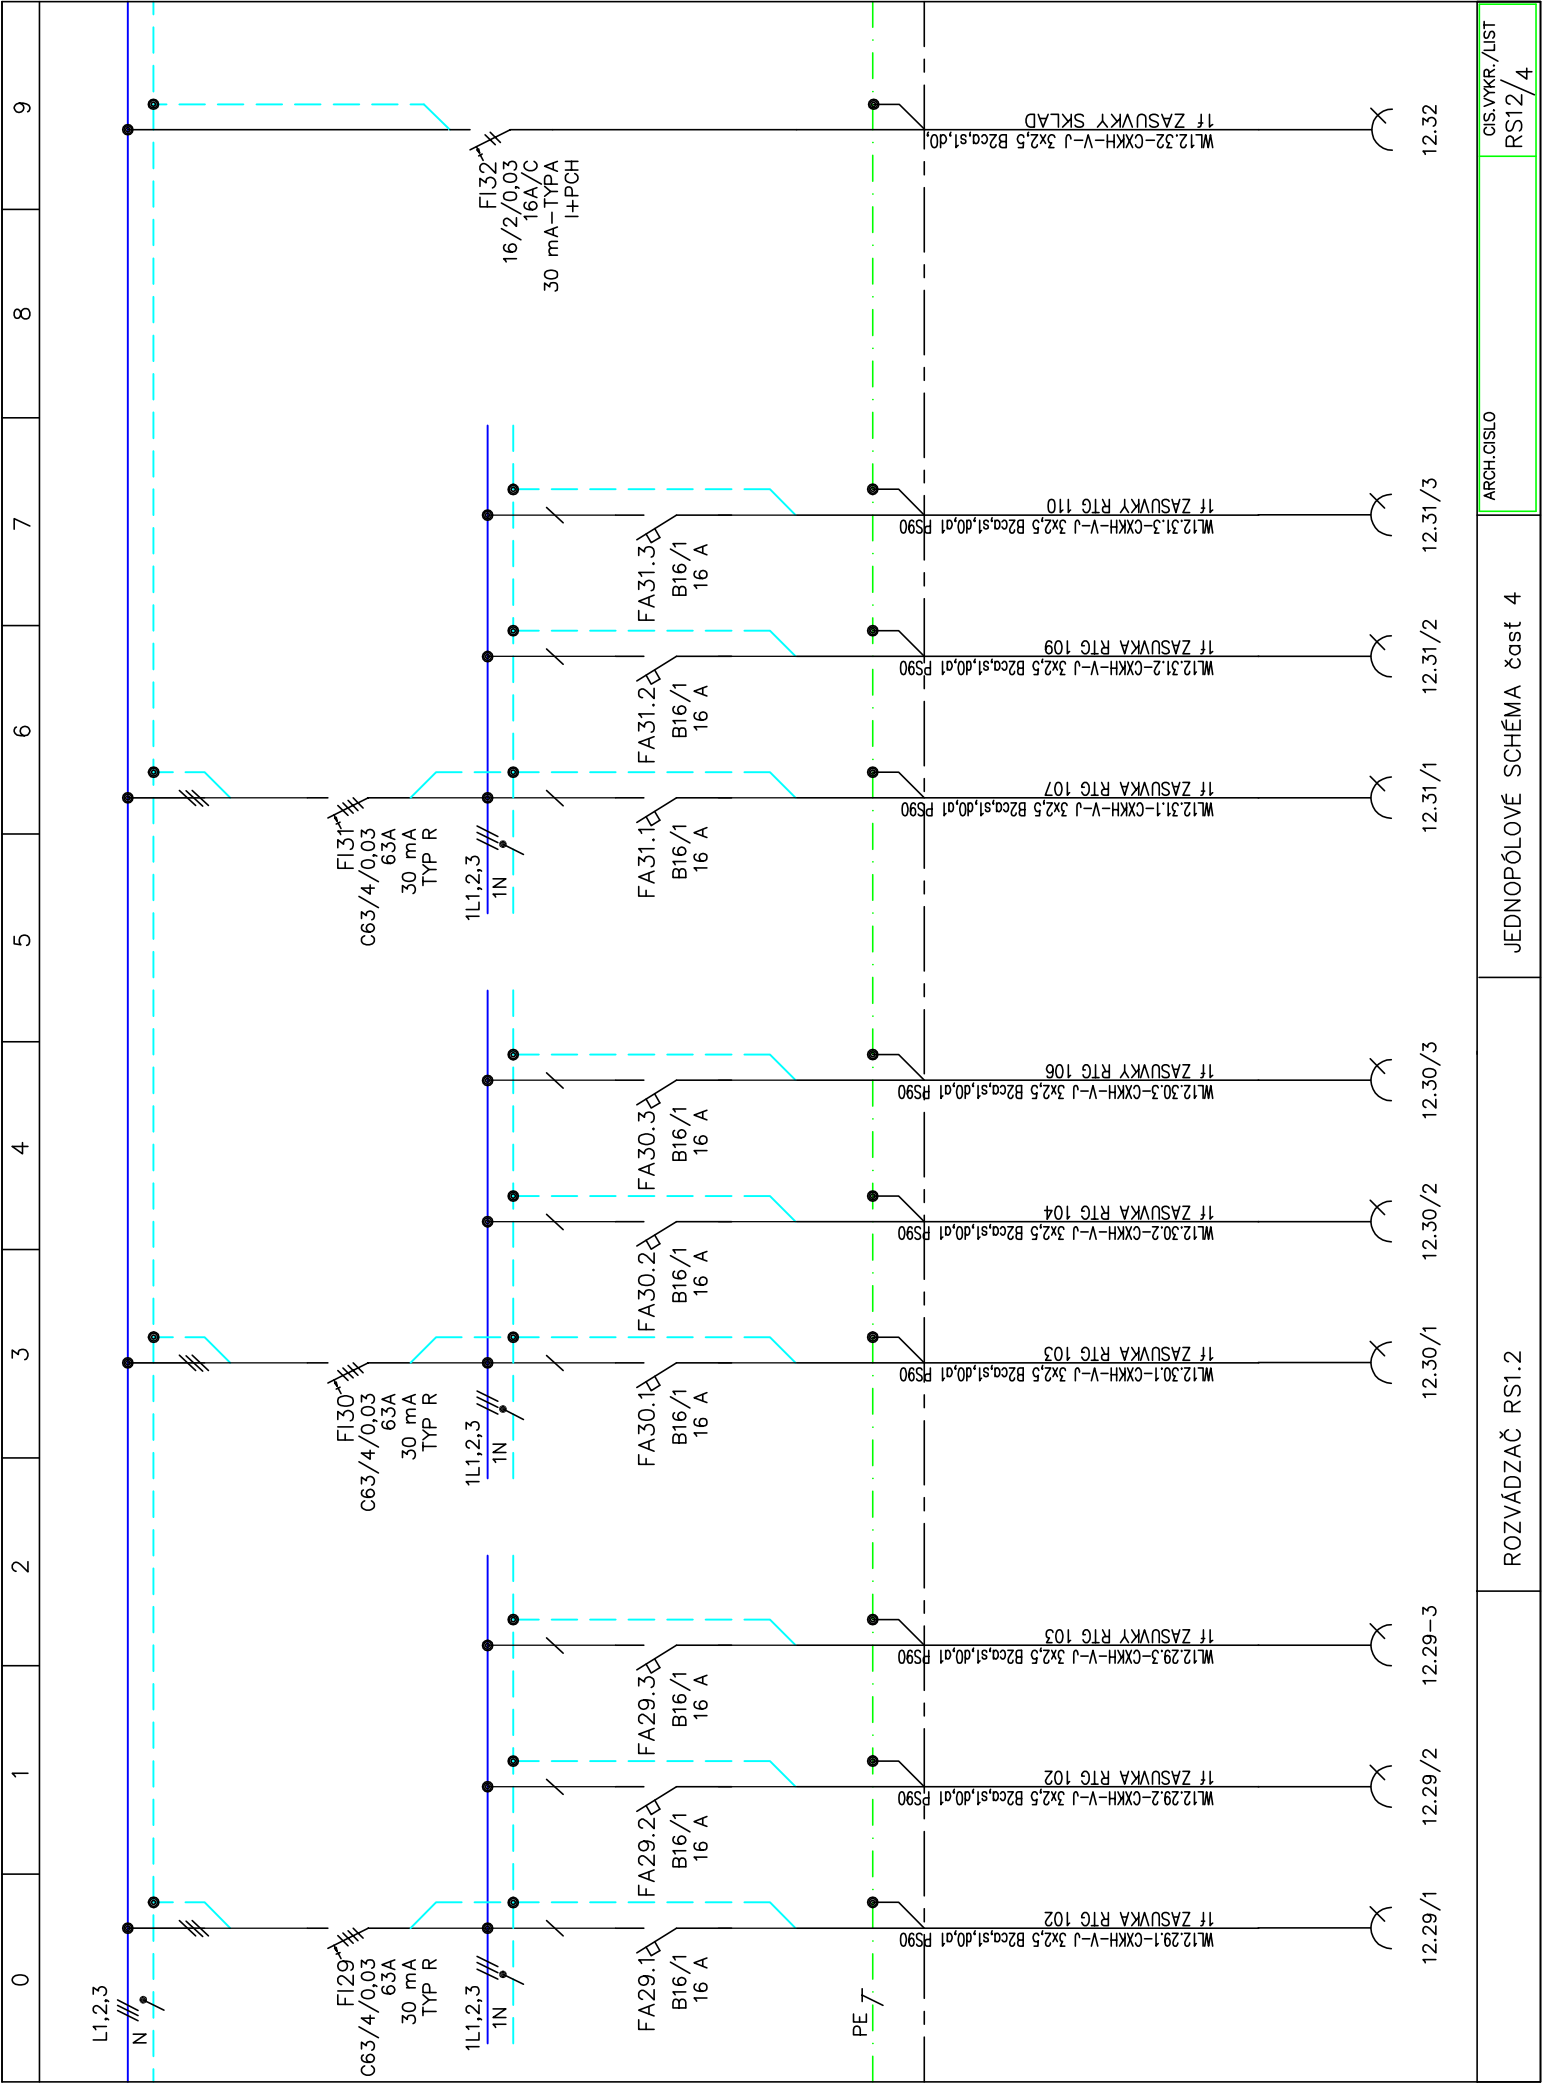 0 1 2 3 4 5 6 7 8 9
L1,2,3
N
FI29
C63/4/0,03
63A
30 mA
TYP R
1L1,2,3
1N
FA29.1
B16/1
16 A
FA29.2
B16/1
16 A
FA29.3
B16/1
16 A
FI30
C63/4/0,03
63A
30 mA
TYP R
1L1,2,3
1N
FA30.1
B16/1
16 A
FA30.2
B16/1
16 A
FA30.3
B16/1
16 A
FI31
C63/4/0,03
63A
30 mA
TYP R
1L1,2,3
1N
FA31.1
B16/1
16 A
FA31.2
B16/1
16 A
FA31.3
B16/1
16 A
FI32
16/2/0,03
16A/C
30 mA-TYPA
I+PCH
PE
WL12.29.1-CXKH-V-J 3x2,5 B2ca,s1,d0,a1 PS90
1f ZASUVKA RTG 102
WL12.29.2-CXKH-V-J 3x2,5 B2ca,s1,d0,a1 PS90
1f ZASUVKA RTG 102
WL12.29.3-CXKH-V-J 3x2,5 B2ca,s1,d0,a1 PS90
1f ZASUVKY RTG 103
WL12.30.1-CXKH-V-J 3x2,5 B2ca,s1,d0,a1 PS90
1f ZASUVKA RTG 103
WL12.30.2-CXKH-V-J 3x2,5 B2ca,s1,d0,a1 PS90
1f ZASUVKA RTG 104
WL12.30.3-CXKH-V-J 3x2,5 B2ca,s1,d0,a1 PS90
1f ZASUVKY RTG 106
WL12.31.1-CXKH-V-J 3x2,5 B2ca,s1,d0,a1 PS90
1f ZASUVKA RTG 107
WL12.31.2-CXKH-V-J 3x2,5 B2ca,s1,d0,a1 PS90
1f ZASUVKA RTG 109
WL12.31.3-CXKH-V-J 3x2,5 B2ca,s1,d0,a1 PS90
1f ZASUVKY RTG 110
WL12.32-CXKH-V-J 3x2,5 B2ca,s1,d0,
1f ZASUVKY SKLAD
12.29/1
12.29/2
12.29-3
12.30/1
12.30/2
12.30/3
12.31/1
12.31/2
12.31/3
12.32
ROZVÁDZAČ RS1.2
JEDNOPÓLOVÉ SCHÉMA časť 4
ARCH.CISLO
CIS.VYKR./LIST
RS12/4